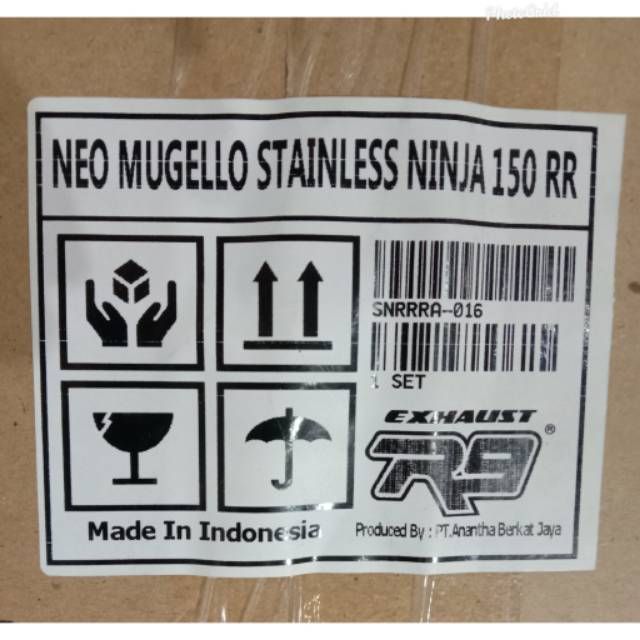 PhotoGrid
NEO MUGELLO STAINLESS NINJA 150 RR
SNRRRA-016
1 SET
EXHAUST
R9®
Made In Indonesia
Produced By : PT.Anantha Berkat Jaya